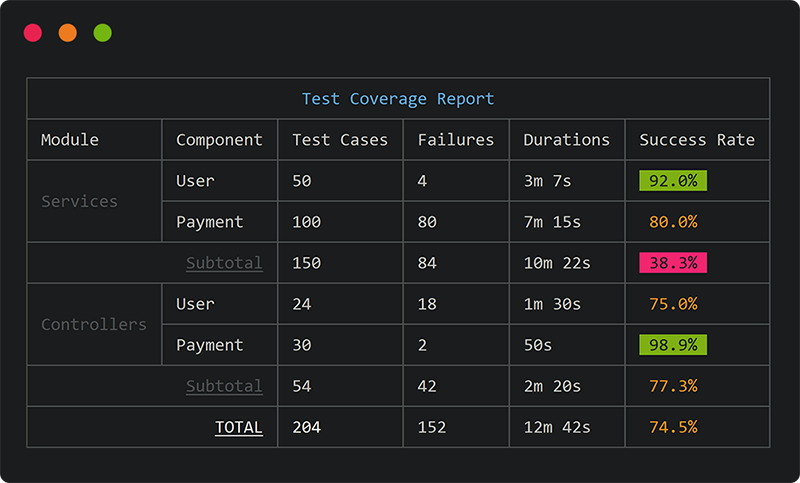 Test Coverage Report
Module Component Test Cases Failures Durations Success Rate
Services User 50 4 3m 7s 92.0%
Payment 100 80 7m 15s 80.0%
Subtotal 150 84 10m 22s 38.3%
Controllers User 24 18 1m 30s 75.0%
Payment 30 2 50s 98.9%
Subtotal 54 42 2m 20s 77.3%
TOTAL 204 152 12m 42s 74.5%